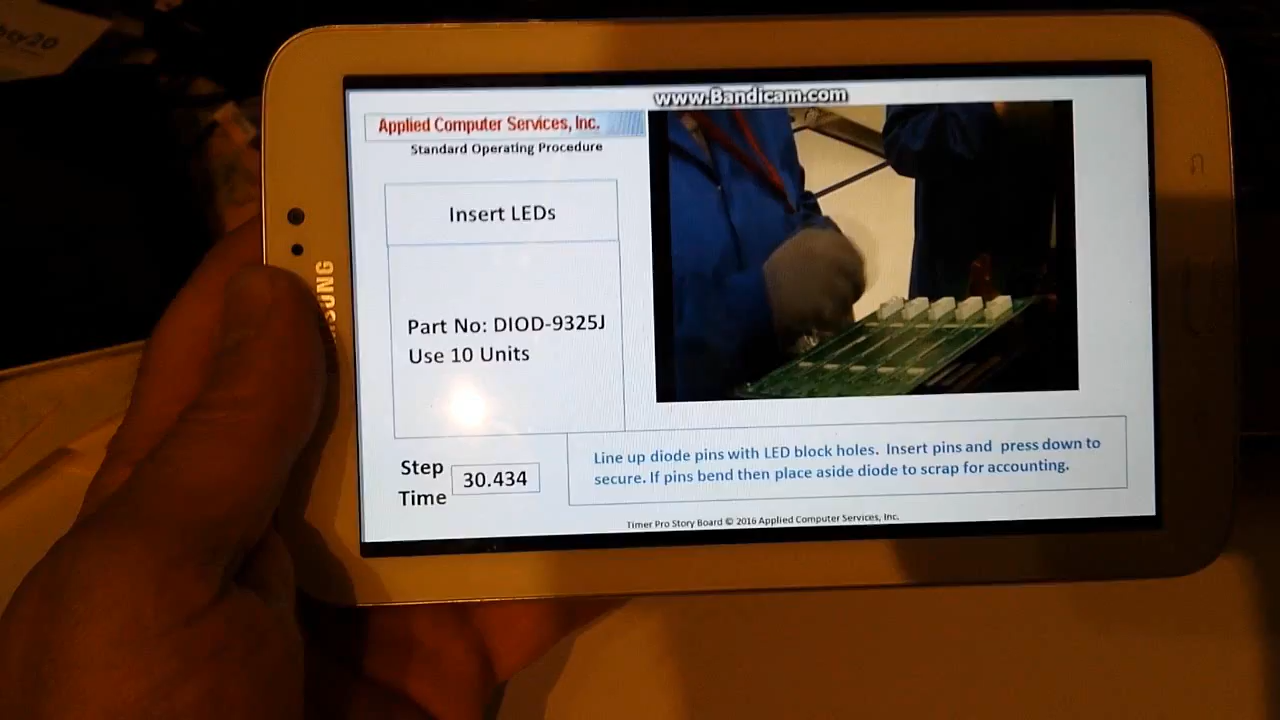 www.Bandicam.com
Applied Computer Services, Inc.
Standard Operating Procedure
Insert LEDs
Part No: DIOD-9325J
Use 10 Units
Step
Time
30.434
Line up diode pins with LED block holes. Insert pins and press down to
secure. If pins bend then place aside diode to scrap for accounting.
Timer Pro Story Board © 2016 Applied Computer Services, Inc.